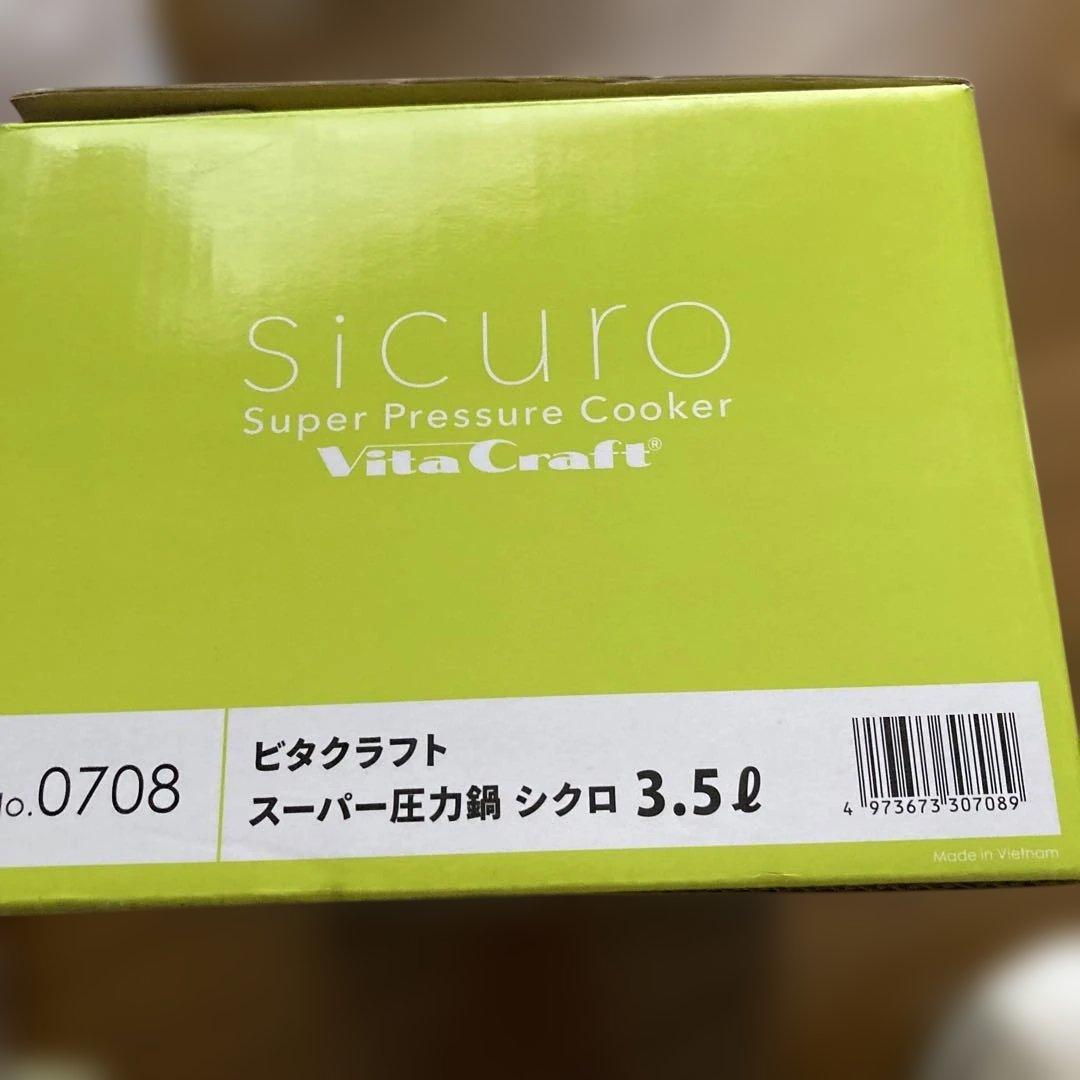 sicuro
Super Pressure Cooker
Vita Craft®
No.0708
ビタクラフト
スーパー圧力鍋 シクロ 3.5ℓ
4 973673 307089
Made in Vietnam